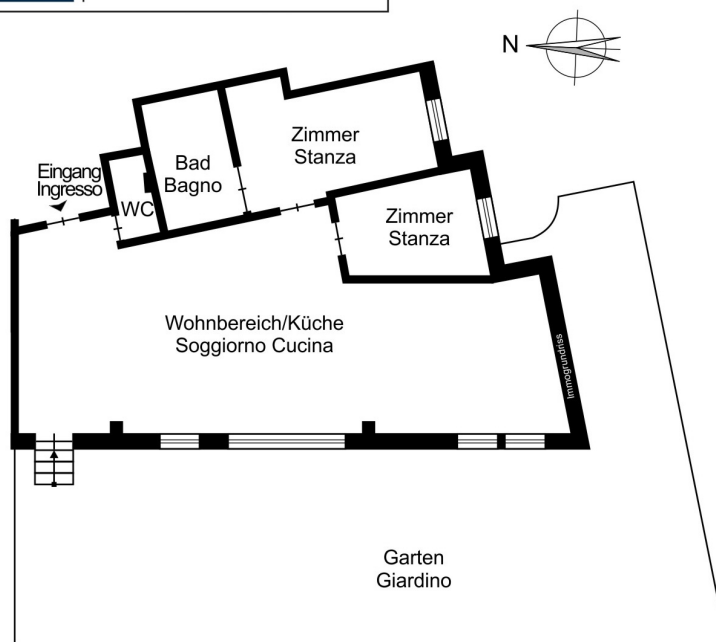 N
Zimmer
Stanza
Bad
Bagno
Eingang
Ingresso
WC
Zimmer
Stanza
Wohnbereich/Küche
Soggiorno Cucina
Immogrundriss
Garten
Giardino